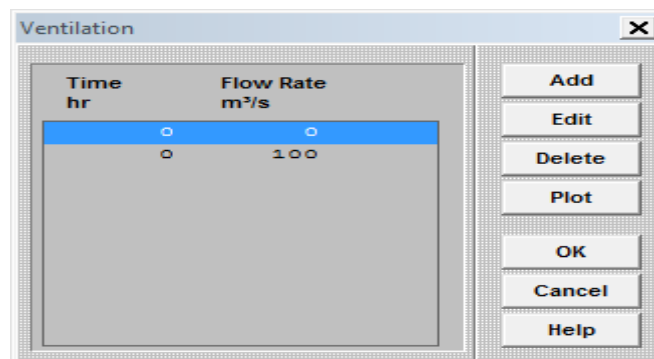 Ventilation
Time Flow Rate
hr m³/s
0 0
0 100
Add
Edit
Delete
Plot
OK
Cancel
Help